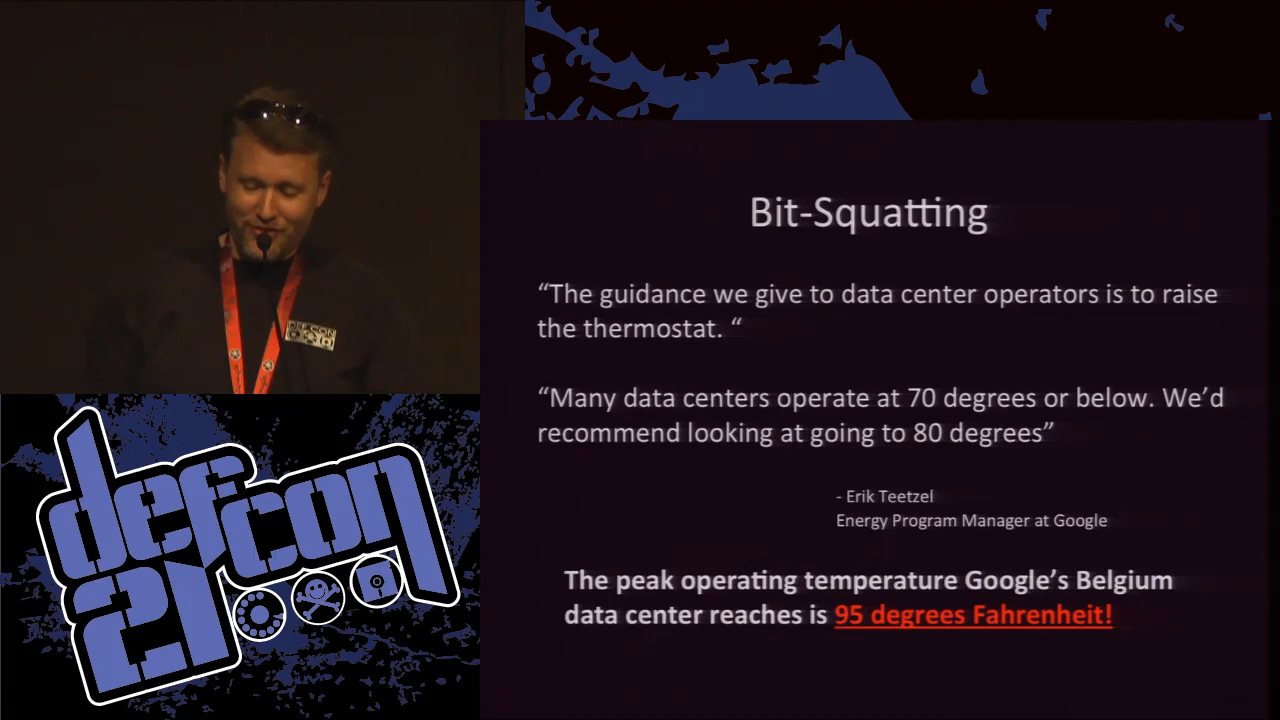 Bit-Squatting
“The guidance we give to data center operators is to raise
the thermostat. “
“Many data centers operate at 70 degrees or below. We’d
recommend looking at going to 80 degrees”
- Erik Teetzel
Energy Program Manager at Google
The peak operating temperature Google’s Belgium
data center reaches is 95 degrees Fahrenheit!
DEFCON
defcon
21